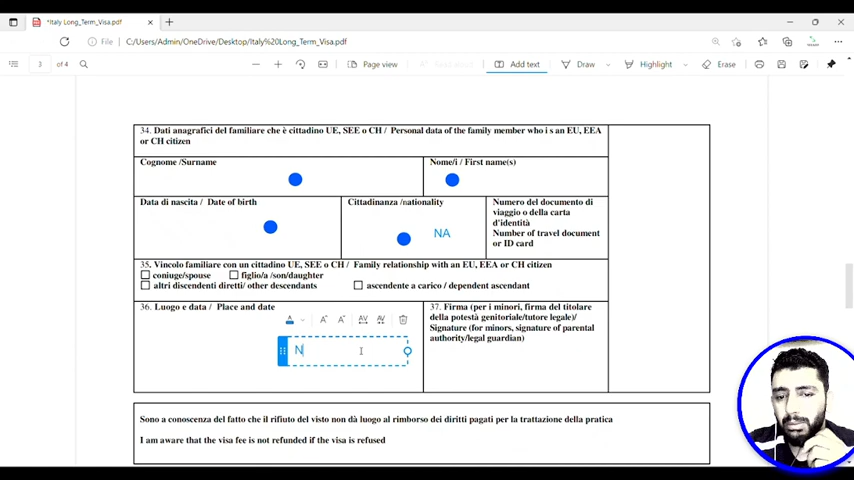 *Italy Long_Term_Visa.pdf
File
C:/Users/Admin/OneDrive/Desktop/Italy%20Long_Term_Visa.pdf
3 of 4
Page view
Read aloud
Add text
Draw
Highlight
Erase
34. Dati anagrafici del familiare che è cittadino UE, SEE o CH / Personal data of the family member who i s an EU, EEA
or CH citizen
Cognome /Surname
Nome/i / First name(s)
Data di nascita / Date of birth
Cittadinanza /nationality
NA
Numero del documento di
viaggio o della carta
d'identità
Number of travel document
or ID card
35. Vincolo familiare con un cittadino UE, SEE o CH / Family relationship with an EU, EEA or CH citizen
coniuge/spouse
figlio/a /son/daughter
altri discendenti diretti/ other descendants
ascendente a carico / dependent ascendant
36. Luogo e data / Place and date
N
37. Firma (per i minori, firma del titolare
della potestà genitoriale/tutore legale)/
Signature (for minors, signature of parental
authority/legal guardian)
Sono a conoscenza del fatto che il rifiuto del visto non dà luogo al rimborso dei diritti pagati per la trattazione della pratica
I am aware that the visa fee is not refunded if the visa is refused